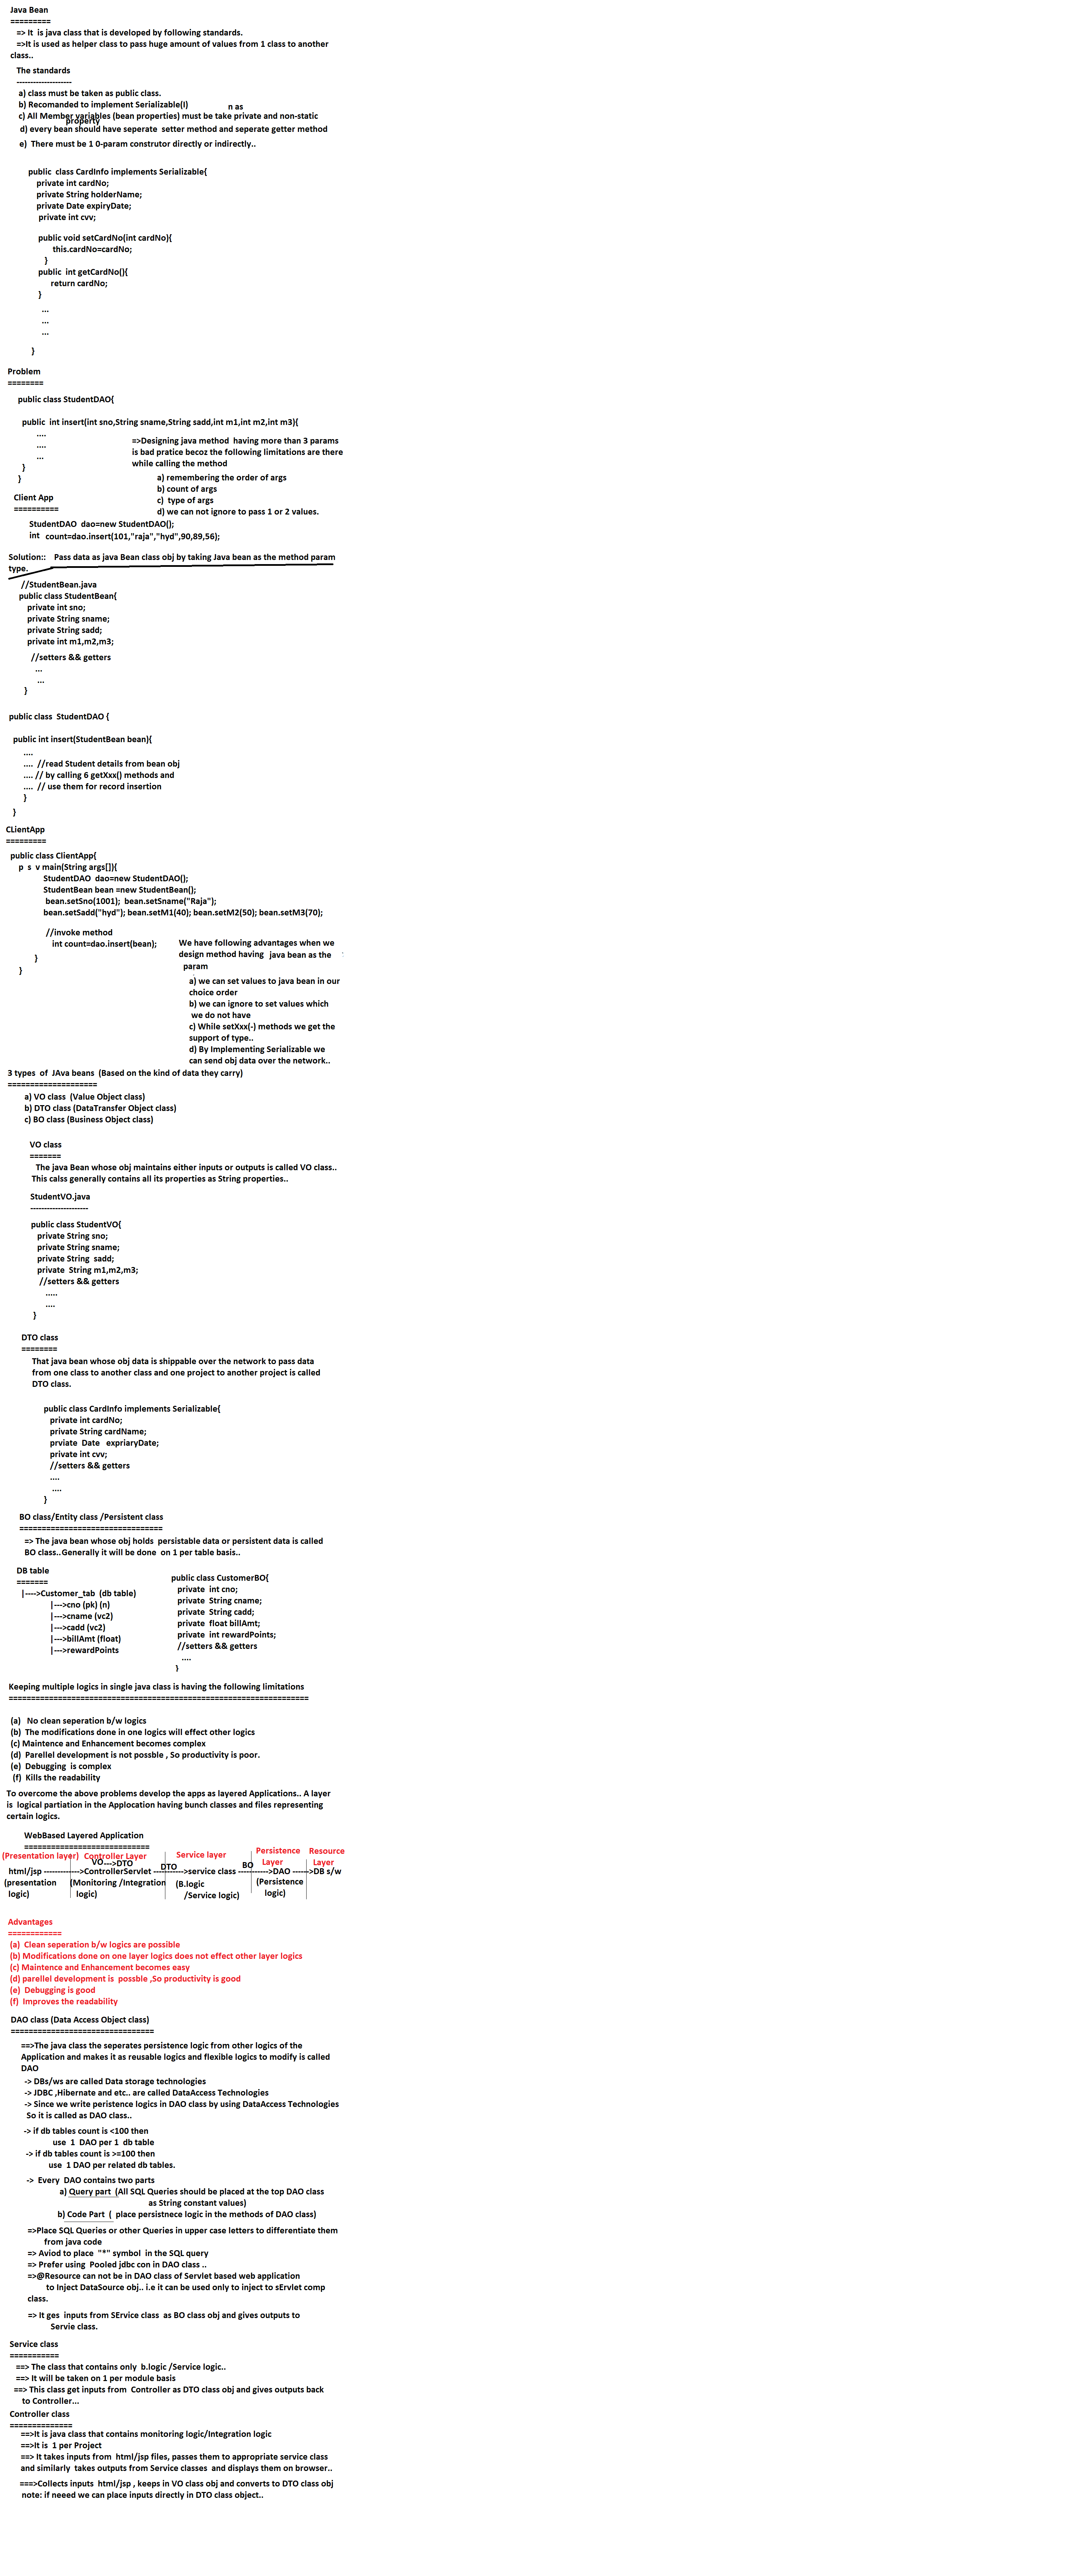 Java Bean
=========
=> It is java class that is developed by following standards.
=>It is used as helper class to pass huge amount of values from 1 class to another
class..
The standards
--------------------
a) class must be taken as public class.
b) Recomanded to implement Serializable(I)
n as
c) All Member variables (bean properties) must be take private and non-static
property
d) every bean should have seperate setter method and seperate getter method
e) There must be 1 0-param construtor directly or indirectly..
public class CardInfo implements Serializable{
private int cardNo;
private String holderName;
private Date expiryDate;
private int cvv;
public void setCardNo(int cardNo){
this.cardNo=cardNo;
}
public int getCardNo(){
return cardNo;
}
...
...
...
}
Problem
========
public class StudentDAO{
public int insert(int sno,String sname,String sadd,int m1,int m2,int m3){
....
....
...
}
}
=>Designing java method having more than 3 params
is bad pratice becoz the following limitations are there
while calling the method
a) remembering the order of args
b) count of args
c) type of args
d) we can not ignore to pass 1 or 2 values.
Client App
==========
StudentDAO dao=new StudentDAO();
int count=dao.insert(101,"raja","hyd",90,89,56);
Solution:: Pass data as java Bean class obj by taking Java bean as the method param
type.
//StudentBean.java
public class StudentBean{
private int sno;
private String sname;
private String sadd;
private int m1,m2,m3;
//setters && getters
...
...
}
public class StudentDAO {
public int insert(StudentBean bean){
....
.... //read Student details from bean obj
.... // by calling 6 getXxx() methods and
.... // use them for record insertion
}
}
CLientApp
=========
public class ClientApp{
p s v main(String args[]){
StudentDAO dao=new StudentDAO();
StudentBean bean =new StudentBean();
bean.setSno(1001); bean.setSname("Raja");
bean.setSadd("hyd"); bean.setM1(40); bean.setM2(50); bean.setM3(70);
//invoke method
int count=dao.insert(bean);
}
}
We have following advantages when we
design method having java bean as the
param
a) we can set values to java bean in our
choice order
b) we can ignore to set values which
we do not have
c) While setXxx(-) methods we get the
support of type..
d) By Implementing Serializable we
can send obj data over the network..
3 types of JAva beans (Based on the kind of data they carry)
====================
a) VO class (Value Object class)
b) DTO class (DataTransfer Object class)
c) BO class (Business Object class)
VO class
=======
The java Bean whose obj maintains either inputs or outputs is called VO class..
This calss generally contains all its properties as String properties..
StudentVO.java
---------------------
public class StudentVO{
private String sno;
private String sname;
private String sadd;
private String m1,m2,m3;
//setters && getters
.....
....
}
DTO class
========
That java bean whose obj data is shippable over the network to pass data
from one class to another class and one project to another project is called
DTO class.
public class CardInfo implements Serializable{
private int cardNo;
private String cardName;
prviate Date expriaryDate;
private int cvv;
//setters && getters
....
....
}
BO class/Entity class /Persistent class
================================
=> The java bean whose obj holds persistable data or persistent data is called
BO class..Generally it will be done on 1 per table basis..
DB table
=======
|---->Customer_tab (db table)
|--->cno (pk) (n)
|--->cname (vc2)
|--->cadd (vc2)
|--->billAmt (float)
|--->rewardPoints
public class CustomerBO{
private int cno;
private String cname;
private String cadd;
private float billAmt;
private int rewardPoints;
//setters && getters
....
}
Keeping multiple logics in single java class is having the following limitations
===================================================================
(a) No clean seperation b/w logics
(b) The modifications done in one logics will effect other logics
(c) Maintence and Enhancement becomes complex
(d) Parellel development is not possble , So productivity is poor.
(e) Debugging is complex
(f) Kills the readability
To overcome the above problems develop the apps as layered Applications.. A layer
is logical partiation in the Applocation having bunch classes and files representing
certain logics.
WebBased Layered Application
============================
(Presentation layer) Controller Layer Service layer Persistence Layer Resource Layer
VO--->DTO DTO BO
html/jsp ------------->ControllerServlet ----------->service class ----------->DAO ------>DB s/w
(presentation logic) (Monitoring /Integration logic) (B.logic /Service logic) (Persistence logic)
Advantages
============
(a) Clean seperation b/w logics are possible
(b) Modifications done on one layer logics does not effect other layer logics
(c) Maintence and Enhancement becomes easy
(d) parellel development is possble ,So productivity is good
(e) Debugging is good
(f) Improves the readability
DAO class (Data Access Object class)
================================
==>The java class the seperates persistence logic from other logics of the
Application and makes it as reusable logics and flexible logics to modify is called
DAO
-> DBs/ws are called Data storage technologies
-> JDBC ,Hibernate and etc.. are called DataAccess Technologies
-> Since we write peristence logics in DAO class by using DataAccess Technologies
So it is called as DAO class..
-> if db tables count is <100 then
use 1 DAO per 1 db table
-> if db tables count is >=100 then
use 1 DAO per related db tables.
-> Every DAO contains two parts
a) Query part (All SQL Queries should be placed at the top DAO class
as String constant values)
b) Code Part ( place persistnece logic in the methods of DAO class)
=>Place SQL Queries or other Queries in upper case letters to differentiate them
from java code
=> Aviod to place "*" symbol in the SQL query
=> Prefer using Pooled jdbc con in DAO class ..
=>@Resource can not be in DAO class of Servlet based web application
to Inject DataSource obj.. i.e it can be used only to inject to sErvlet comp
class.
=> It ges inputs from SErvice class as BO class obj and gives outputs to
Servie class.
Service class
===========
==> The class that contains only b.logic /Service logic..
==> It will be taken on 1 per module basis
==> This class get inputs from Controller as DTO class obj and gives outputs back
to Controller...
Controller class
==============
==>It is java class that contains monitoring logic/Integration logic
==>It is 1 per Project
==> It takes inputs from html/jsp files, passes them to appropriate service class
and similarly takes outputs from Service classes and displays them on browser..
===>Collects inputs html/jsp , keeps in VO class obj and converts to DTO class obj
note: if neeed we can place inputs directly in DTO class object..